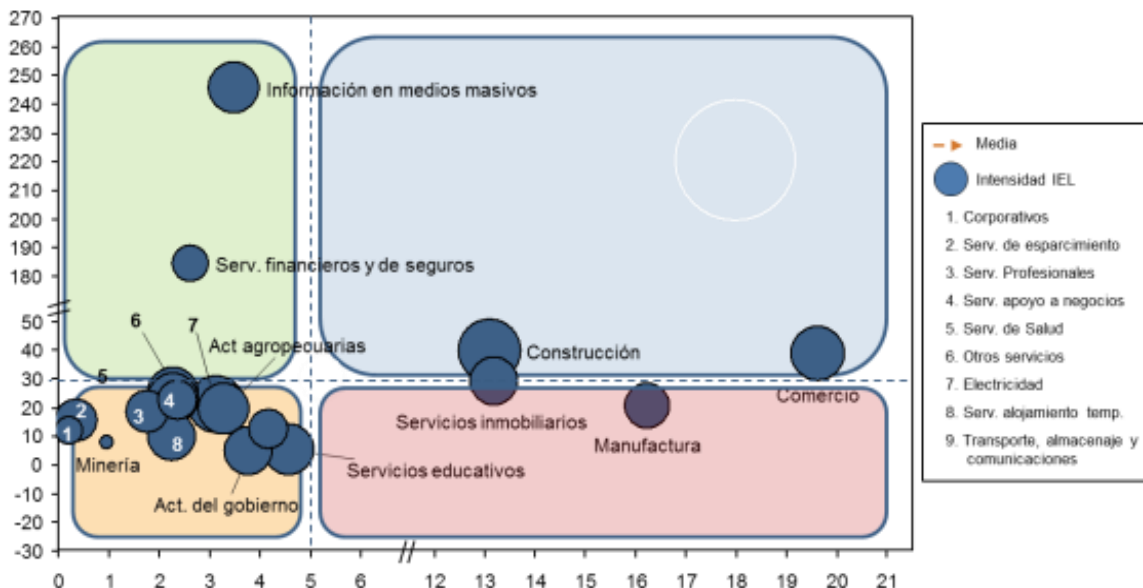 270
260
250
240
230
220
210
200
190
180
50
40
30
20
10
0
-10
-20
-30
Información en medios masivos
Serv. financieros y de seguros
6
7
Act agropecuarias
5
Construcción
4
2
3
1
8
Comercio
Servicios inmobiliarios
Manufactura
Minería
Servicios educativos
Act. del gobierno
0 1 2 3 4 5 6 12 13 14 15 16 17 18 19 20 21
Media
Intensidad IEL
1. Corporativos
2. Serv. de esparcimiento
3. Serv. Profesionales
4. Serv. apoyo a negocios
5. Serv. de Salud
6. Otros servicios
7. Electricidad
8. Serv. alojamiento temp.
9. Transporte, almacenaje y
comunicaciones